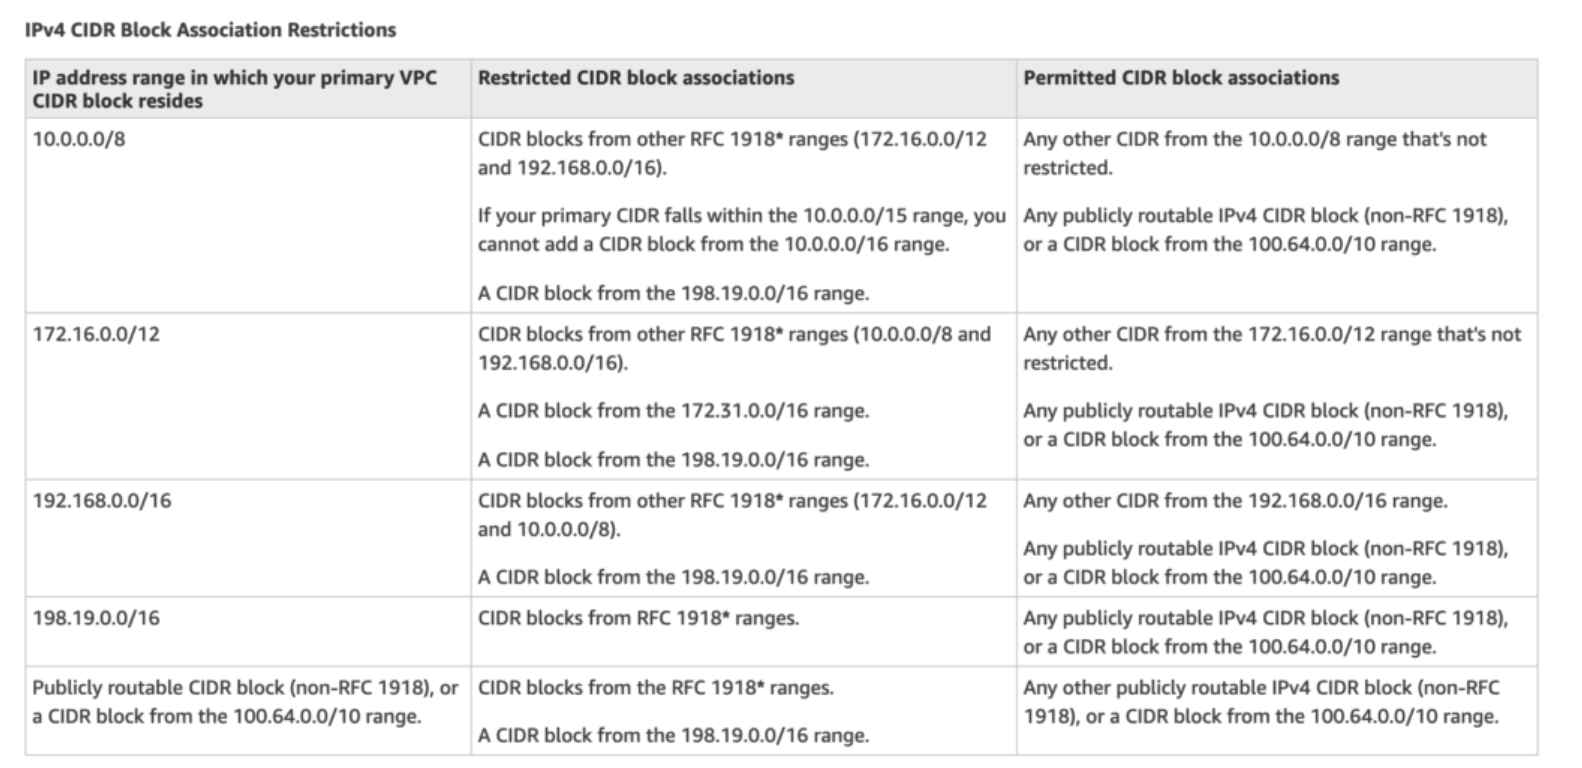 IPv4 CIDR Block Association Restrictions
IP address range in which your primary VPC
CIDR block resides
Restricted CIDR block associations
Permitted CIDR block associations
10.0.0.0/8
CIDR blocks from other RFC 1918* ranges (172.16.0.0/12
and 192.168.0.0/16).
If your primary CIDR falls within the 10.0.0.0/15 range, you
cannot add a CIDR block from the 10.0.0.0/16 range.
A CIDR block from the 198.19.0.0/16 range.
Any other CIDR from the 10.0.0.0/8 range that's not
restricted.
Any publicly routable IPv4 CIDR block (non-RFC 1918),
or a CIDR block from the 100.64.0.0/10 range.
172.16.0.0/12
CIDR blocks from other RFC 1918* ranges (10.0.0.0/8 and
192.168.0.0/16).
A CIDR block from the 172.31.0.0/16 range.
A CIDR block from the 198.19.0.0/16 range.
Any other CIDR from the 172.16.0.0/12 range that's not
restricted.
Any publicly routable IPv4 CIDR block (non-RFC 1918),
or a CIDR block from the 100.64.0.0/10 range.
192.168.0.0/16
CIDR blocks from other RFC 1918* ranges (172.16.0.0/12
and 10.0.0.0/8).
A CIDR block from the 198.19.0.0/16 range.
Any other CIDR from the 192.168.0.0/16 range.
Any publicly routable IPv4 CIDR block (non-RFC 1918),
or a CIDR block from the 100.64.0.0/10 range.
198.19.0.0/16
CIDR blocks from RFC 1918* ranges.
Any publicly routable IPv4 CIDR block (non-RFC 1918),
or a CIDR block from the 100.64.0.0/10 range.
Publicly routable CIDR block (non-RFC 1918), or
a CIDR block from the 100.64.0.0/10 range.
CIDR blocks from the RFC 1918* ranges.
A CIDR block from the 198.19.0.0/16 range.
Any other publicly routable IPv4 CIDR block (non-RFC
1918), or a CIDR block from the 100.64.0.0/10 range.